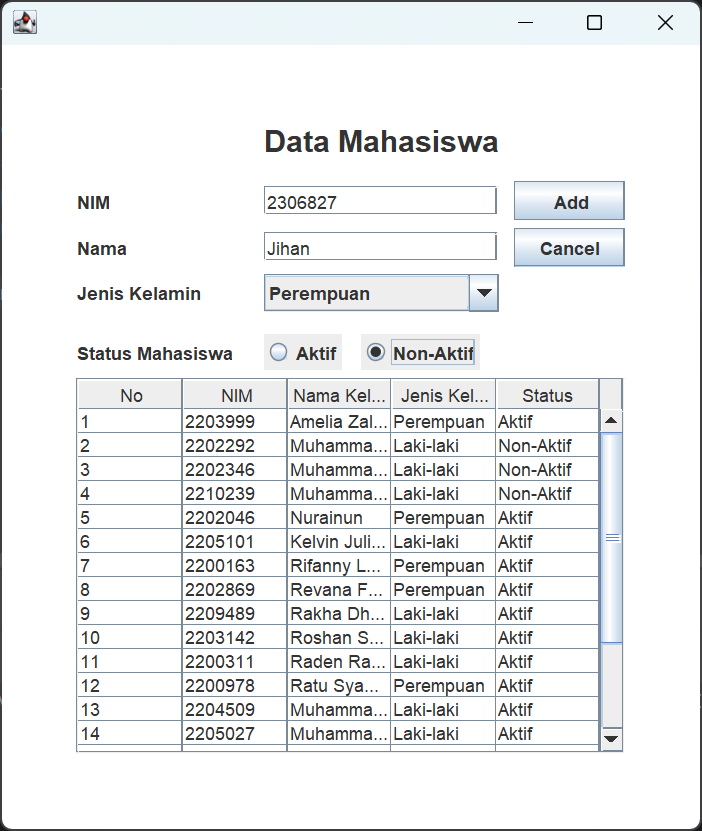 Data Mahasiswa
NIM 2306827 Add
Nama Jihan Cancel
Jenis Kelamin Perempuan
Status Mahasiswa Aktif Non-Aktif
No NIM Nama Kel... Jenis Kel... Status
1 2203999 Amelia Zal... Perempuan Aktif
2 2202292 Muhamma... Laki-laki Non-Aktif
3 2202346 Muhamma... Laki-laki Non-Aktif
4 2210239 Muhamma... Laki-laki Non-Aktif
5 2202046 Nurainun Perempuan Aktif
6 2205101 Kelvin Juli... Laki-laki Aktif
7 2200163 Rifanny L... Perempuan Aktif
8 2202869 Revana F... Perempuan Aktif
9 2209489 Rakha Dh... Laki-laki Aktif
10 2203142 Roshan S... Laki-laki Aktif
11 2200311 Raden Ra... Laki-laki Aktif
12 2200978 Ratu Sya... Perempuan Aktif
13 2204509 Muhamma... Laki-laki Aktif
14 2205027 Muhamma... Laki-laki Aktif